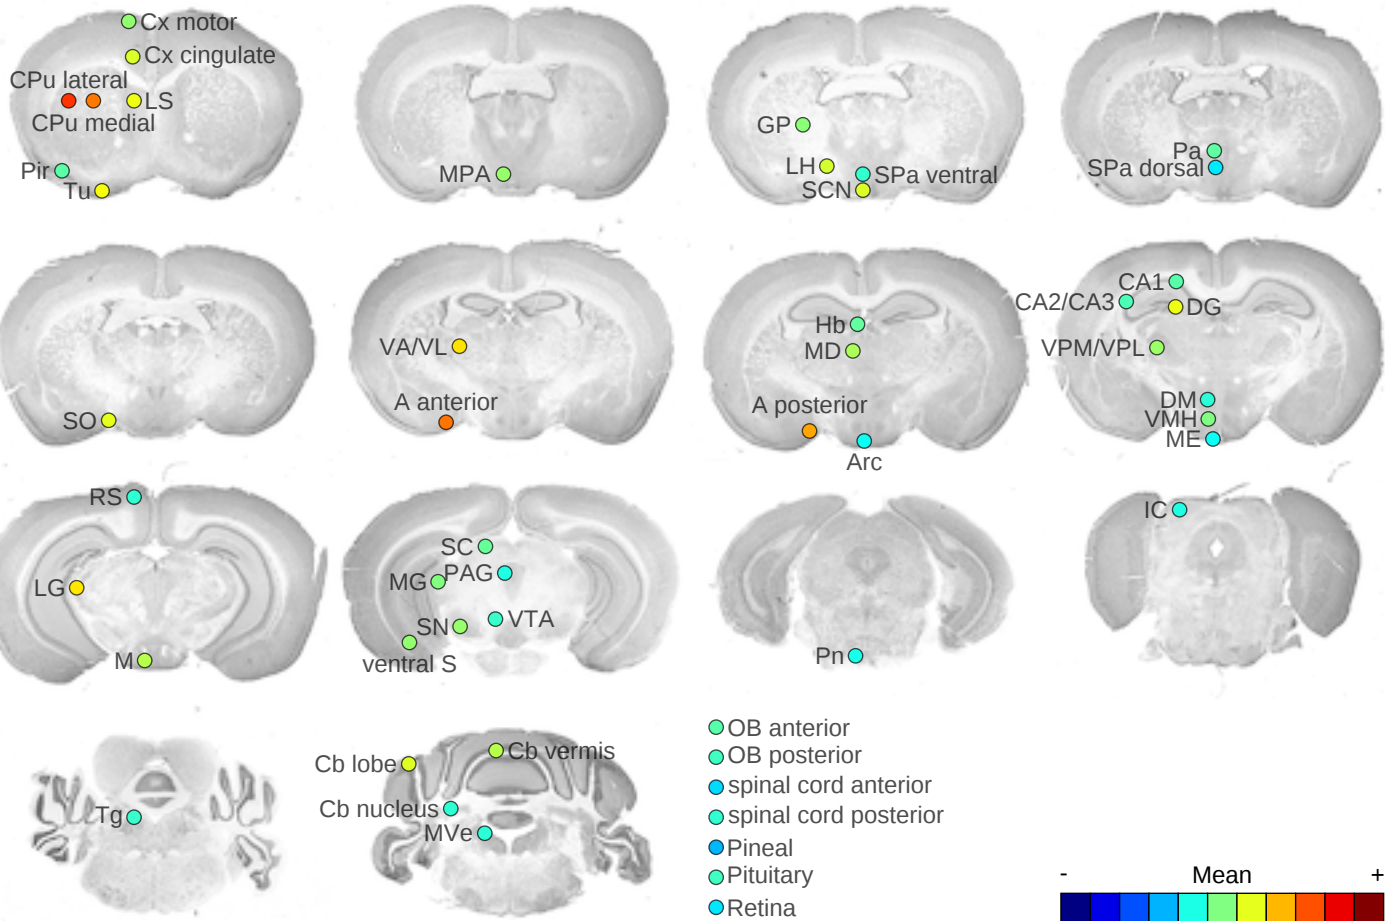 Cx motor
Cx cingulate
CPu lateral
LS
CPu medial
Pir
Tu
MPA
GP
LH
SPa ventral
SCN
Pa
SPa dorsal
SO
VA/VL
A anterior
Hb
MD
A posterior
Arc
CA1
CA2/CA3
DG
VPM/VPL
DM
VMH
ME
RS
LG
M
SC
PAG
MG
VTA
SN
ventral S
Pn
IC
Tg
Cb vermis
Cb lobe
Cb nucleus
MVe
OB anterior
OB posterior
spinal cord anterior
spinal cord posterior
Pineal
Pituitary
Retina
- Mean +